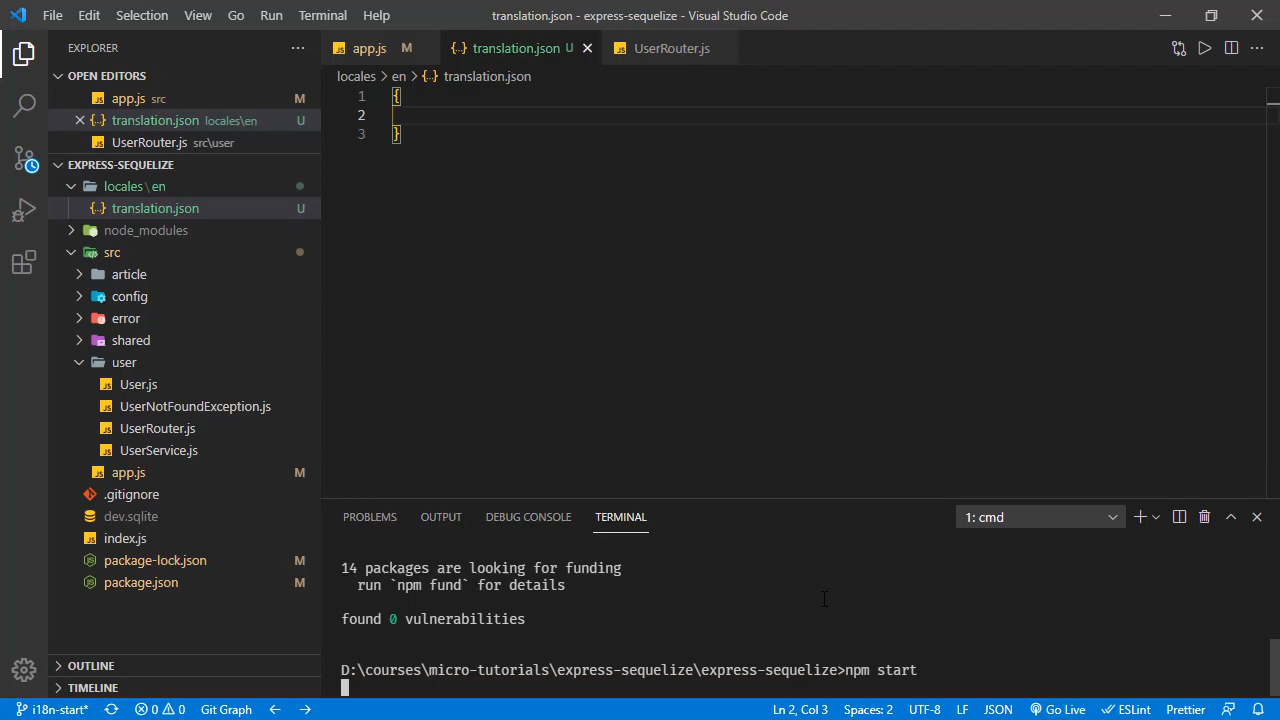 File Edit Selection View Go Run Terminal Help
translation.json - express-sequelize - Visual Studio Code
EXPLORER
OPEN EDITORS
app.js src M
translation.json locales\en U
UserRouter.js src\user
EXPRESS-SEQUELIZE
locales\en
translation.json U
node_modules
src
article
config
error
shared
user
User.js
UserNotFoundException.js
UserRouter.js
UserService.js
app.js M
.gitignore
dev.sqlite
index.js
package-lock.json M
package.json M
OUTLINE
TIMELINE
app.js M
translation.json U
UserRouter.js
locales > en > {..} translation.json
1 {
2
3 }
PROBLEMS OUTPUT DEBUG CONSOLE TERMINAL
1: cmd
14 packages are looking for funding
run `npm fund` for details
found 0 vulnerabilities
D:\courses\micro-tutorials\express-sequelize\express-sequelize>npm start
i18n-start* 0 0 Git Graph
Ln 2, Col 3 Spaces: 2 UTF-8 LF JSON Go Live ESLint Prettier